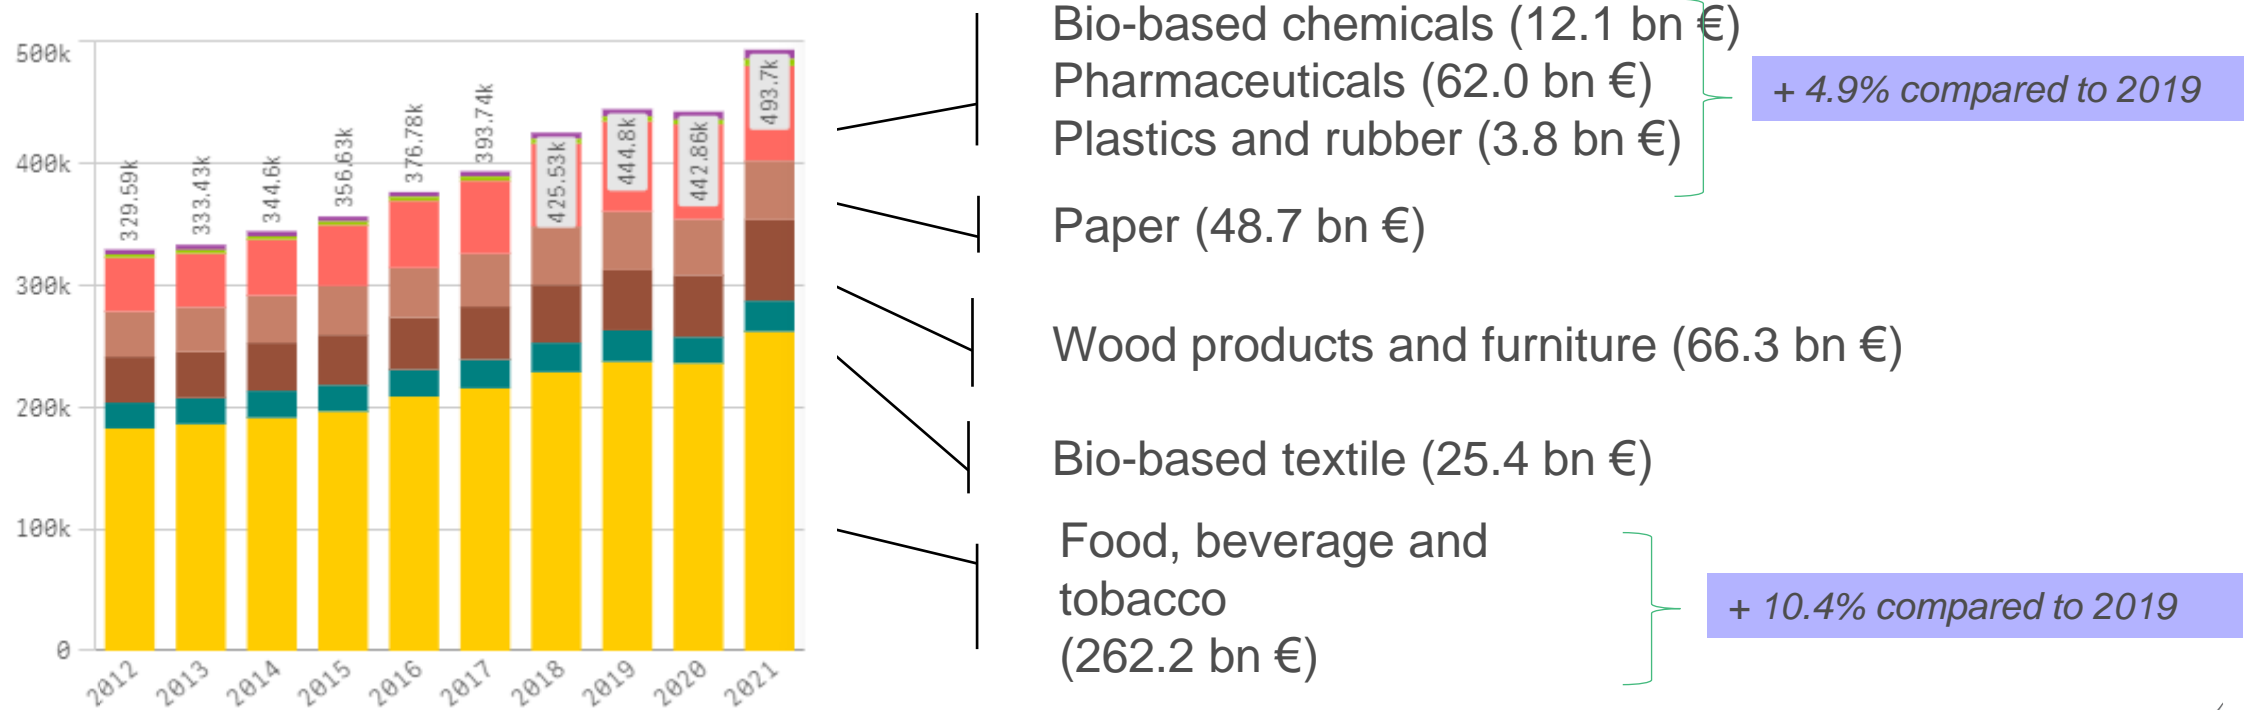 500k
400k
300k
200k
100k
0
329.59k
333.43k
344.6k
356.63k
376.78k
393.74k
425.53k
444.8k
442.86k
493.7k
2012
2013
2014
2015
2016
2017
2018
2019
2020
2021
Bio-based chemicals (12.1 bn €)
Pharmaceuticals (62.0 bn €)
Plastics and rubber (3.8 bn €)
+ 4.9% compared to 2019
Paper (48.7 bn €)
Wood products and furniture (66.3 bn €)
Bio-based textile (25.4 bn €)
Food, beverage and
tobacco
(262.2 bn €)
+ 10.4% compared to 2019